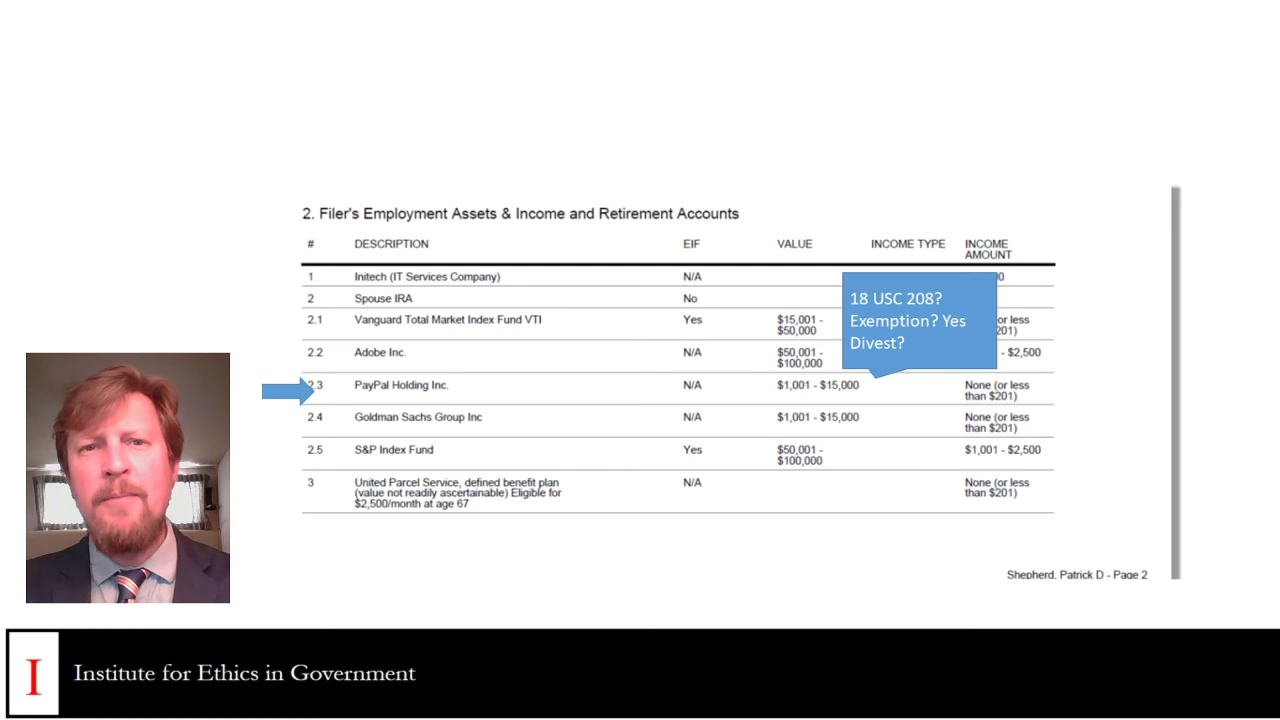 2. Filer's Employment Assets & Income and Retirement Accounts
# DESCRIPTION EIF VALUE INCOME TYPE INCOME AMOUNT
1 Initech (IT Services Company) N/A
2 Spouse IRA No
18 USC 208?
Exemption? Yes
Divest?
2.1 Vanguard Total Market Index Fund VTI Yes $15,001 - or less
$50,000
2.2 Adobe Inc. N/A $50,001 - - $2,500
$100,000
2.3 PayPal Holding Inc. N/A $1,001 - $15,000 None (or less
than $201)
2.4 Goldman Sachs Group Inc N/A $1,001 - $15,000 None (or less
than $201)
2.5 S&P Index Fund Yes $50,001 - $1,001 - $2,500
$100,000
3 United Parcel Service, defined benefit plan N/A None (or less
(value not readily ascertainable) Eligible for than $201)
$2,500/month at age 67
Shepherd, Patrick D - Page 2
I Institute for Ethics in Government